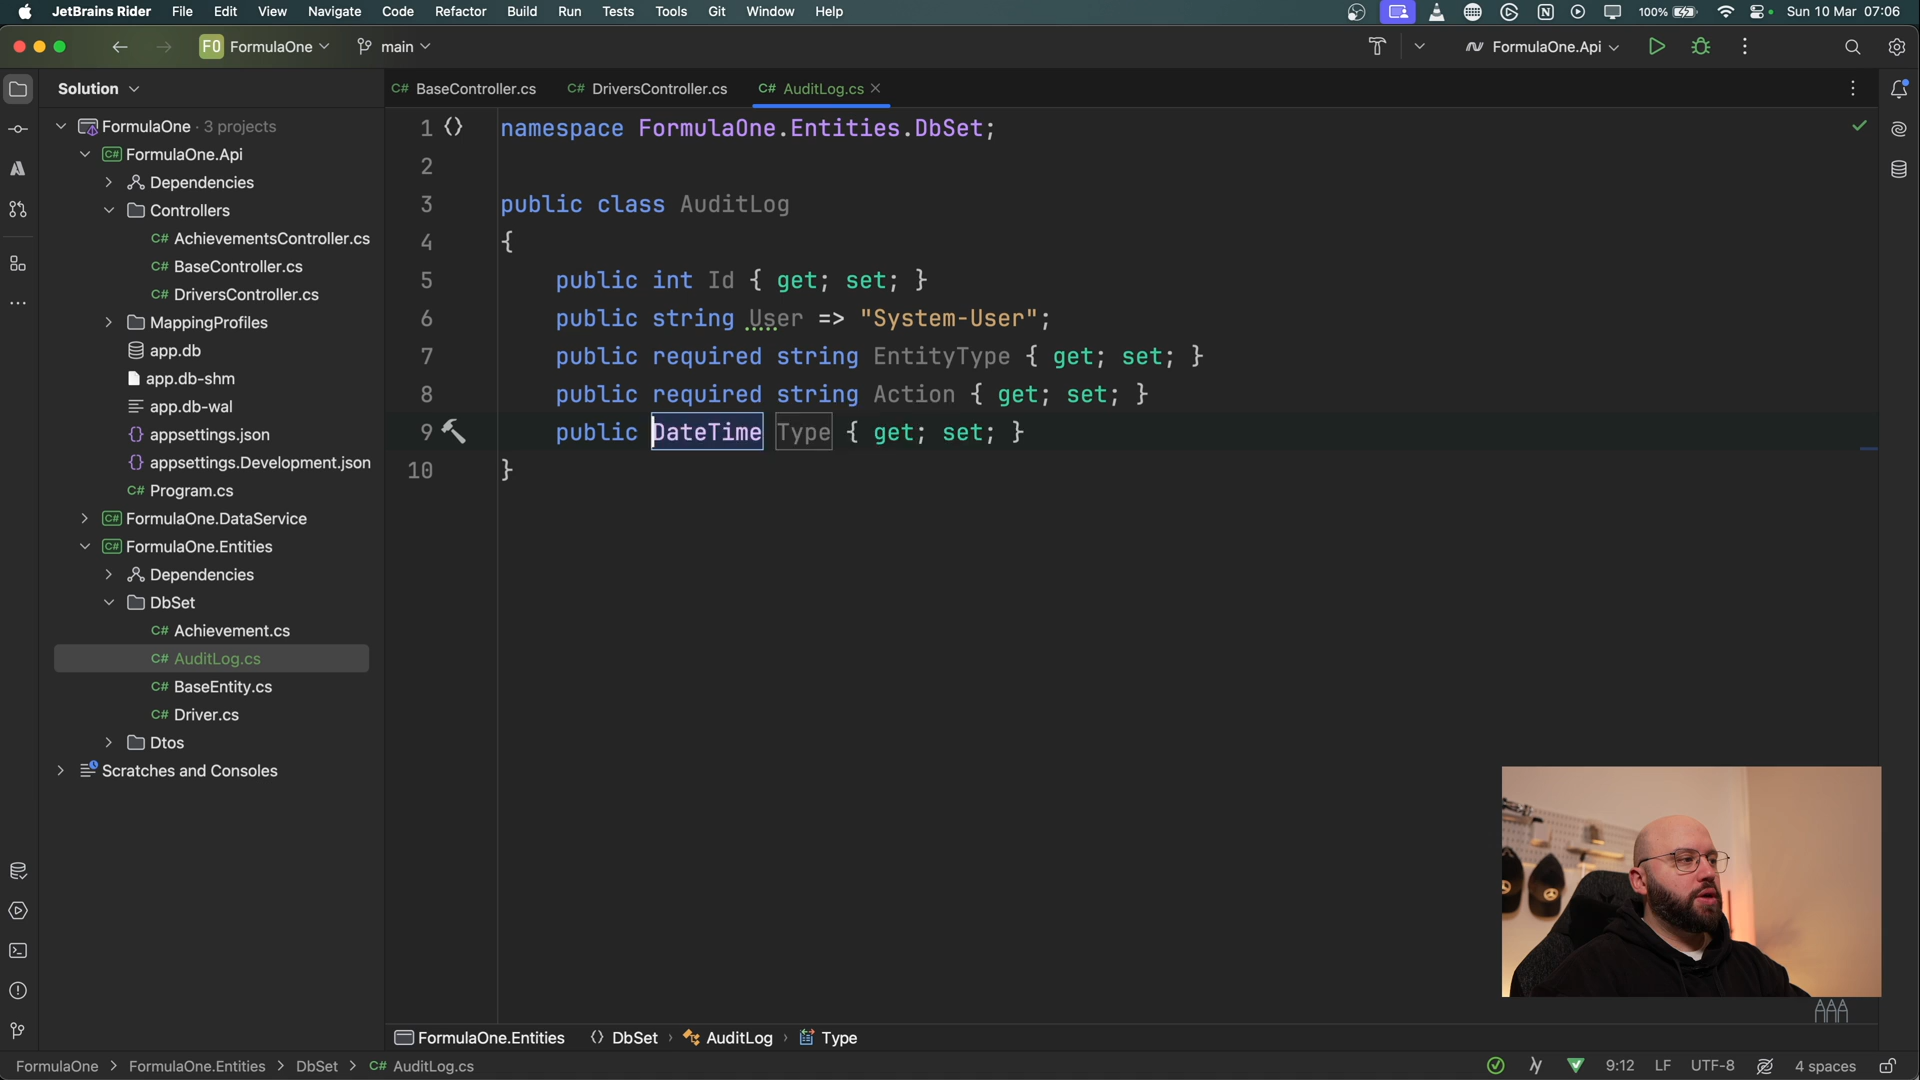 JetBrains Rider File Edit View Navigate Code Refactor Build Run Tests Tools Git Window Help 100% Sun 10 Mar 07:06
FO FormulaOne main FormulaOne.Api
Solution
C# BaseController.cs C# DriversController.cs C# AuditLog.cs
FormulaOne · 3 projects
C# FormulaOne.Api
Dependencies
Controllers
C# AchievementsController.cs
C# BaseController.cs
C# DriversController.cs
MappingProfiles
app.db
app.db-shm
app.db-wal
appsettings.json
appsettings.Development.json
C# Program.cs
C# FormulaOne.DataService
C# FormulaOne.Entities
Dependencies
DbSet
C# Achievement.cs
C# AuditLog.cs
C# BaseEntity.cs
C# Driver.cs
Dtos
Scratches and Consoles
1 namespace FormulaOne.Entities.DbSet;
2
3 public class AuditLog
4 {
5 public int Id { get; set; }
6 public string User => "System-User";
7 public required string EntityType { get; set; }
8 public required string Action { get; set; }
9 public DateTime Type { get; set; }
10 }
FormulaOne.Entities DbSet › AuditLog › Type
FormulaOne > FormulaOne.Entities > DbSet > C# AuditLog.cs 9:12 LF UTF-8 4 spaces